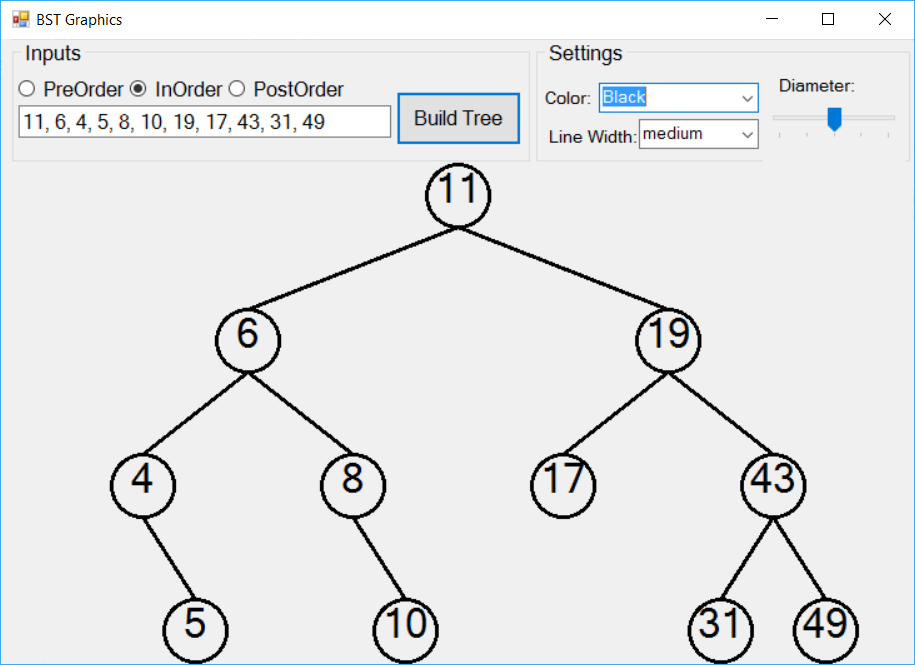 BST Graphics
Inputs
PreOrder InOrder PostOrder
11, 6, 4, 5, 8, 10, 19, 17, 43, 31, 49
Build Tree
Settings
Color: Black
Line Width: medium
Diameter:
11
6 19
4 8 17 43
5 10 31 49